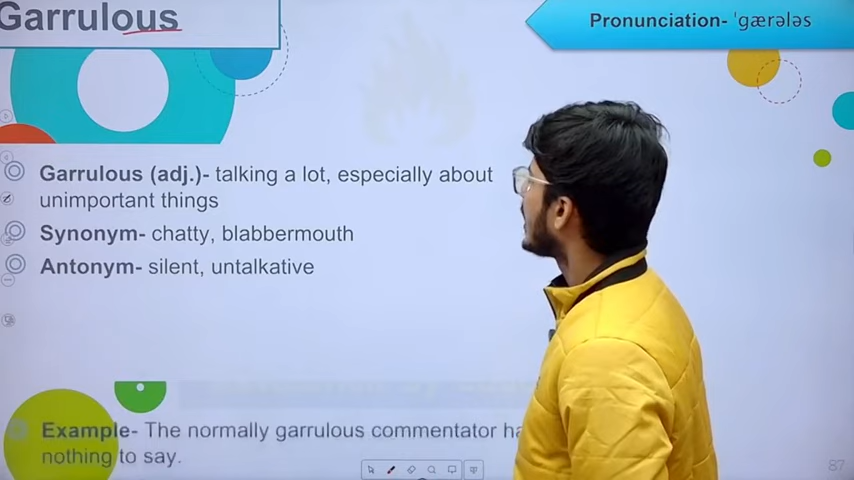 Garrulous
Pronunciation- ˈɡærələs
Garrulous (adj.)- talking a lot, especially about
unimportant things
Synonym- chatty, blabbermouth
Antonym- silent, untalkative
Example- The normally garrulous commentator
nothing to say.
87